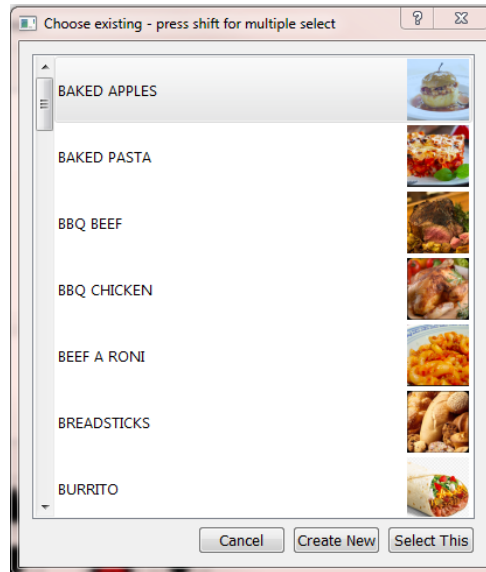 Choose existing - press shift for multiple select
BAKED APPLES
BAKED PASTA
BBQ BEEF
BBQ CHICKEN
BEEF A RONI
BREADSTICKS
BURRITO
Cancel Create New Select This